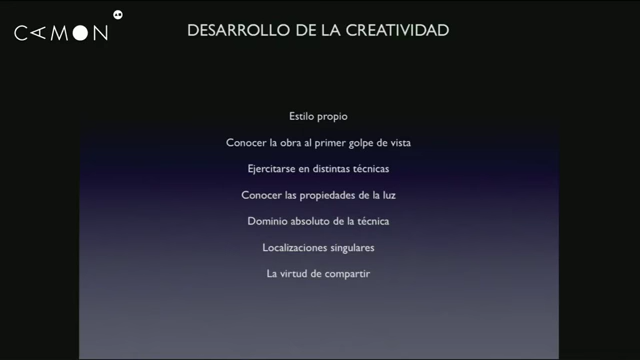 CAMON
DESARROLLO DE LA CREATIVIDAD
Estilo propio
Conocer la obra al primer golpe de vista
Ejercitarse en distintas técnicas
Conocer las propiedades de la luz
Dominio absoluto de la técnica
Localizaciones singulares
La virtud de compartir